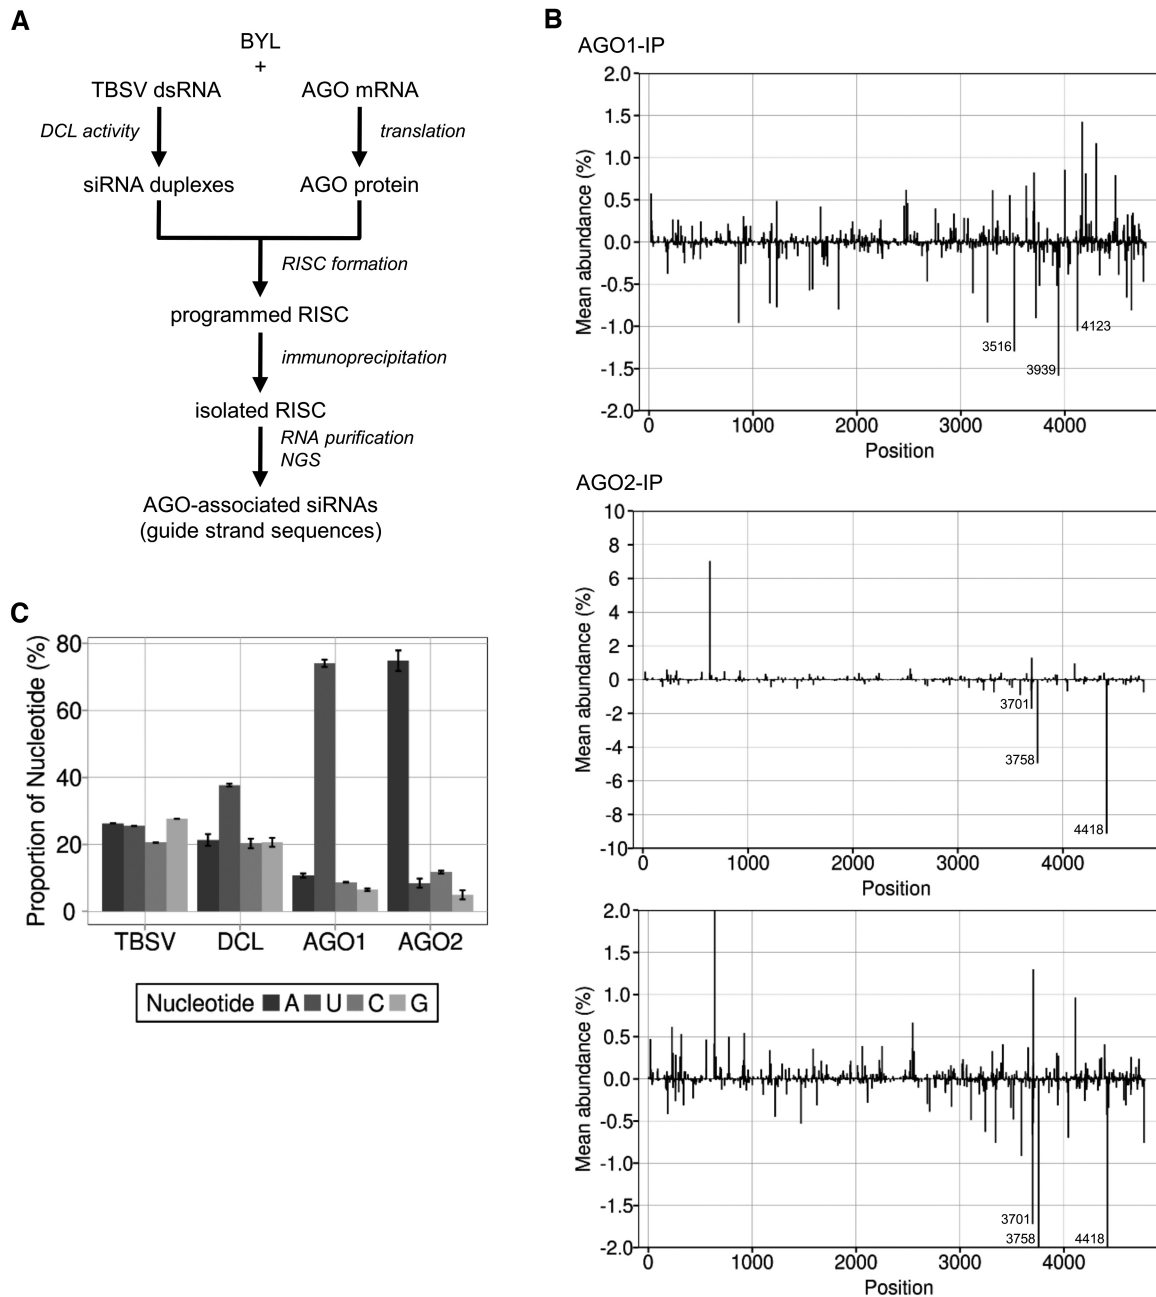 A
BYL
+
TBSV dsRNA AGO mRNA
DCL activity translation
siRNA duplexes AGO protein
RISC formation
programmed RISC
immunoprecipitation
isolated RISC
RNA purification
NGS
AGO-associated siRNAs
(guide strand sequences)
B
AGO1-IP
Mean abundance (%)
2.0
1.5
1.0
0.5
0.0
-0.5
-1.0
-1.5
-2.0
3516
3939
4123
0 1000 2000 3000 4000
Position
AGO2-IP
Mean abundance (%)
10
8
6
4
2
0
-2
-4
-6
-8
-10
3701
3758
4418
0 1000 2000 3000 4000
Position
Mean abundance (%)
2.0
1.5
1.0
0.5
0.0
-0.5
-1.0
-1.5
-2.0
3701
3758
4418
0 1000 2000 3000 4000
Position
C
Proportion of Nucleotide (%)
80
60
40
20
0
TBSV DCL AGO1 AGO2
Nucleotide A U C G